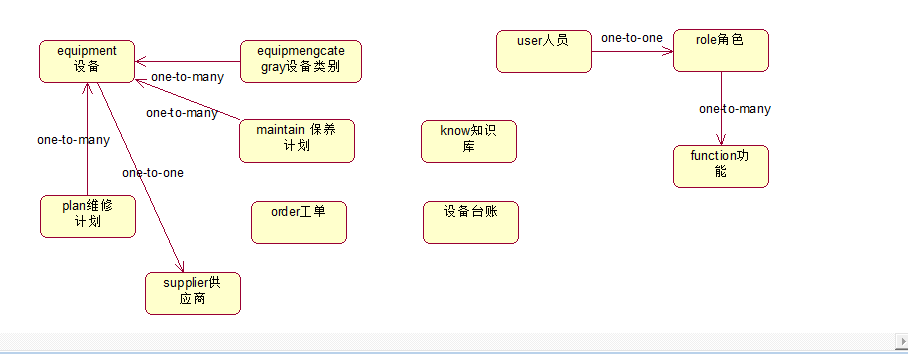 equipment
设备
equipmengcate
gray设备类别
user人员
one-to-one
role角色
one-to-many
one-to-many
one-to-many
maintain 保养
计划
know知识
库
one-to-many
function功
能
one-to-one
plan维修
计划
order工单
设备台账
supplier供
应商